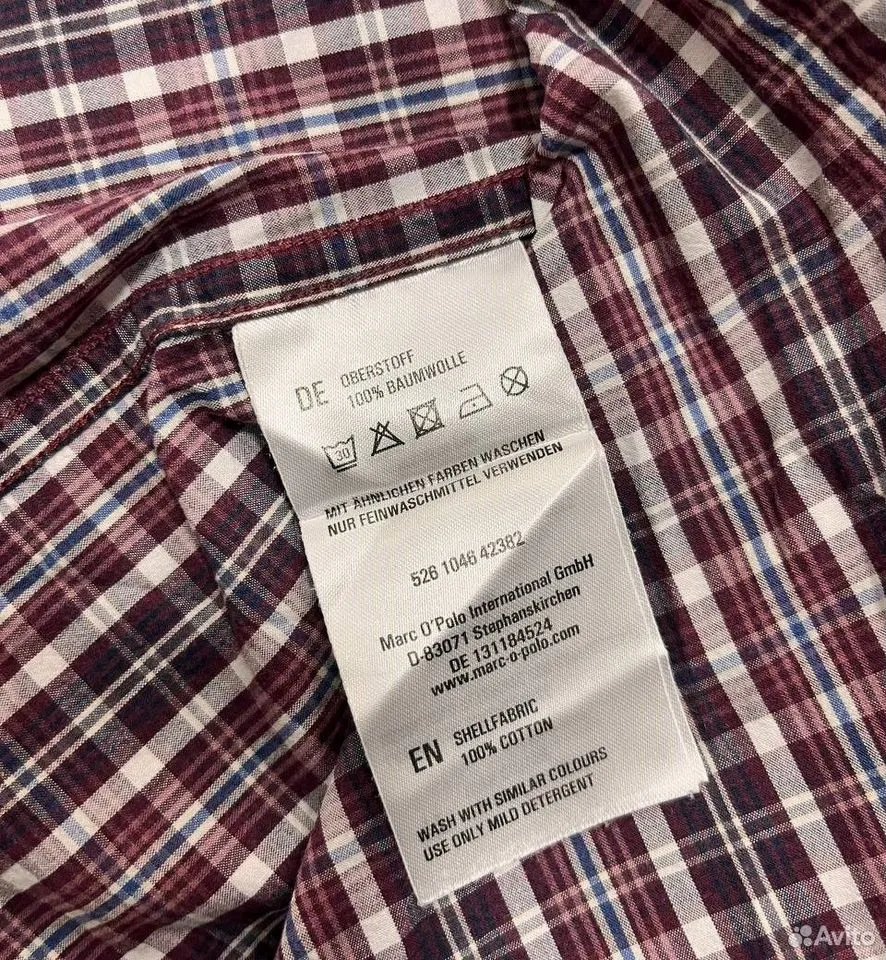 DE OBERSTOFF
100% BAUMWOLLE
30
MIT ÄHNLICHEN FARBEN WASCHEN
NUR FEINWASCHMITTEL VERWENDEN
526 1046 42382
Marc O'Polo International GmbH
D-83071 Stephanskirchen
DE 131184524
www.marc-o-polo.com
EN SHELLFABRIC
100% COTTON
WASH WITH SIMILAR COLOURS
USE ONLY MILD DETERGENT
Avito